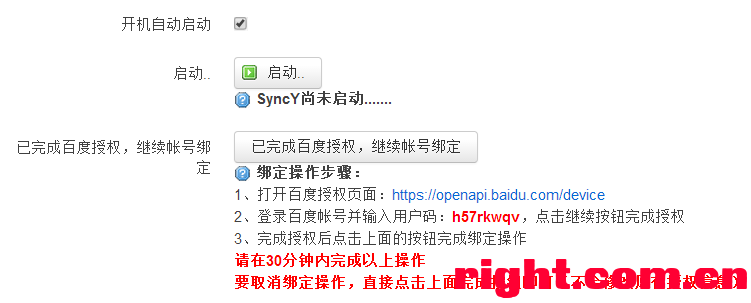 开机自动启动
启动..
启动..
SyncY尚未启动.......
已完成百度授权，继续帐号绑定
已完成百度授权，继续帐号绑定
绑定操作步骤：
1、打开百度授权页面：https://openapi.baidu.com/device
2、登录百度帐号并输入用户码：h57rkwqv，点击继续按钮完成授权
3、完成授权后点击上面的按钮完成绑定操作
请在30分钟内完成以上操作
要取消绑定操作，直接点击上面完成
right.com.cn